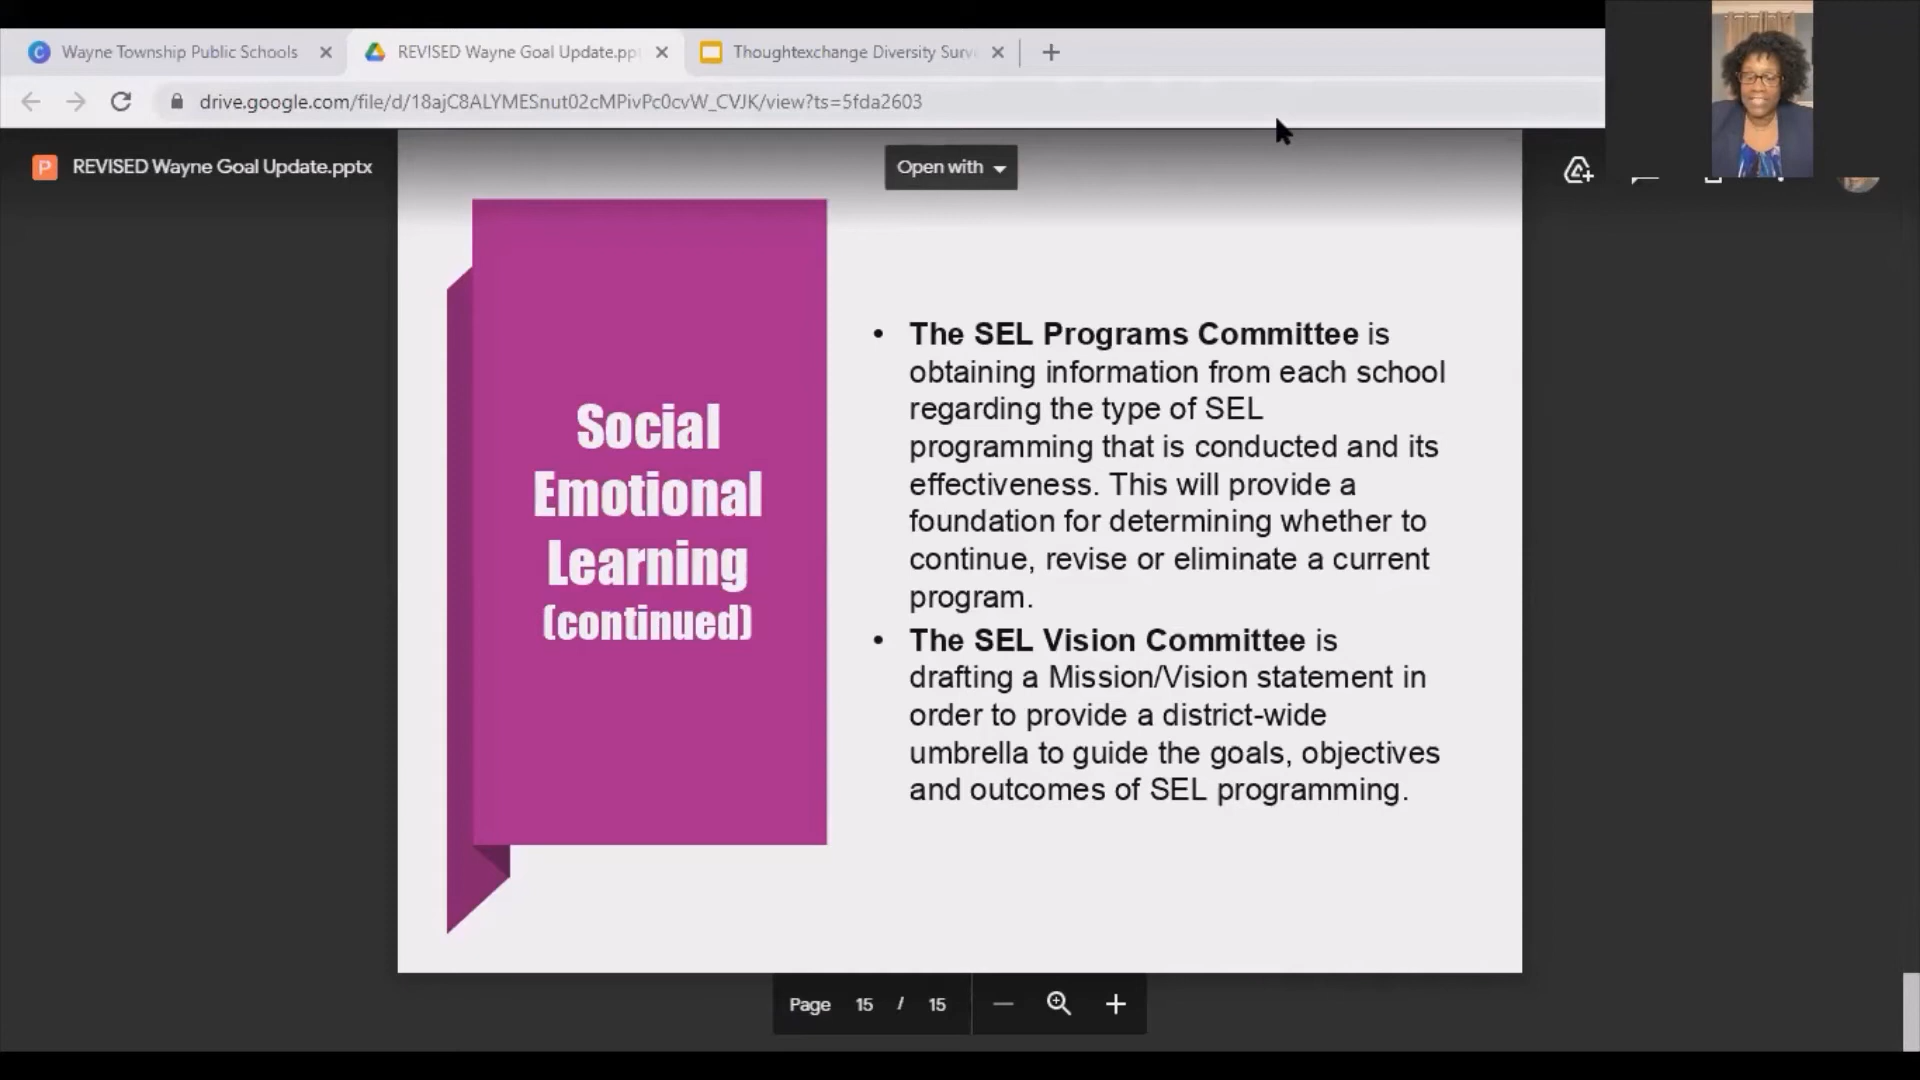 Wayne Township Public Schools
REVISED Wayne Goal Update.pp
Thoughtexchange Diversity Surv
drive.google.com/file/d/18ajC8ALYMESnut02cMPivPc0cvW_CVJK/view?ts=5fda2603
P REVISED Wayne Goal Update.pptx
Open with
Social
Emotional
Learning
(continued)
• The SEL Programs Committee is
obtaining information from each school
regarding the type of SEL
programming that is conducted and its
effectiveness. This will provide a
foundation for determining whether to
continue, revise or eliminate a current
program.
• The SEL Vision Committee is
drafting a Mission/Vision statement in
order to provide a district-wide
umbrella to guide the goals, objectives
and outcomes of SEL programming.
Page 15 / 15